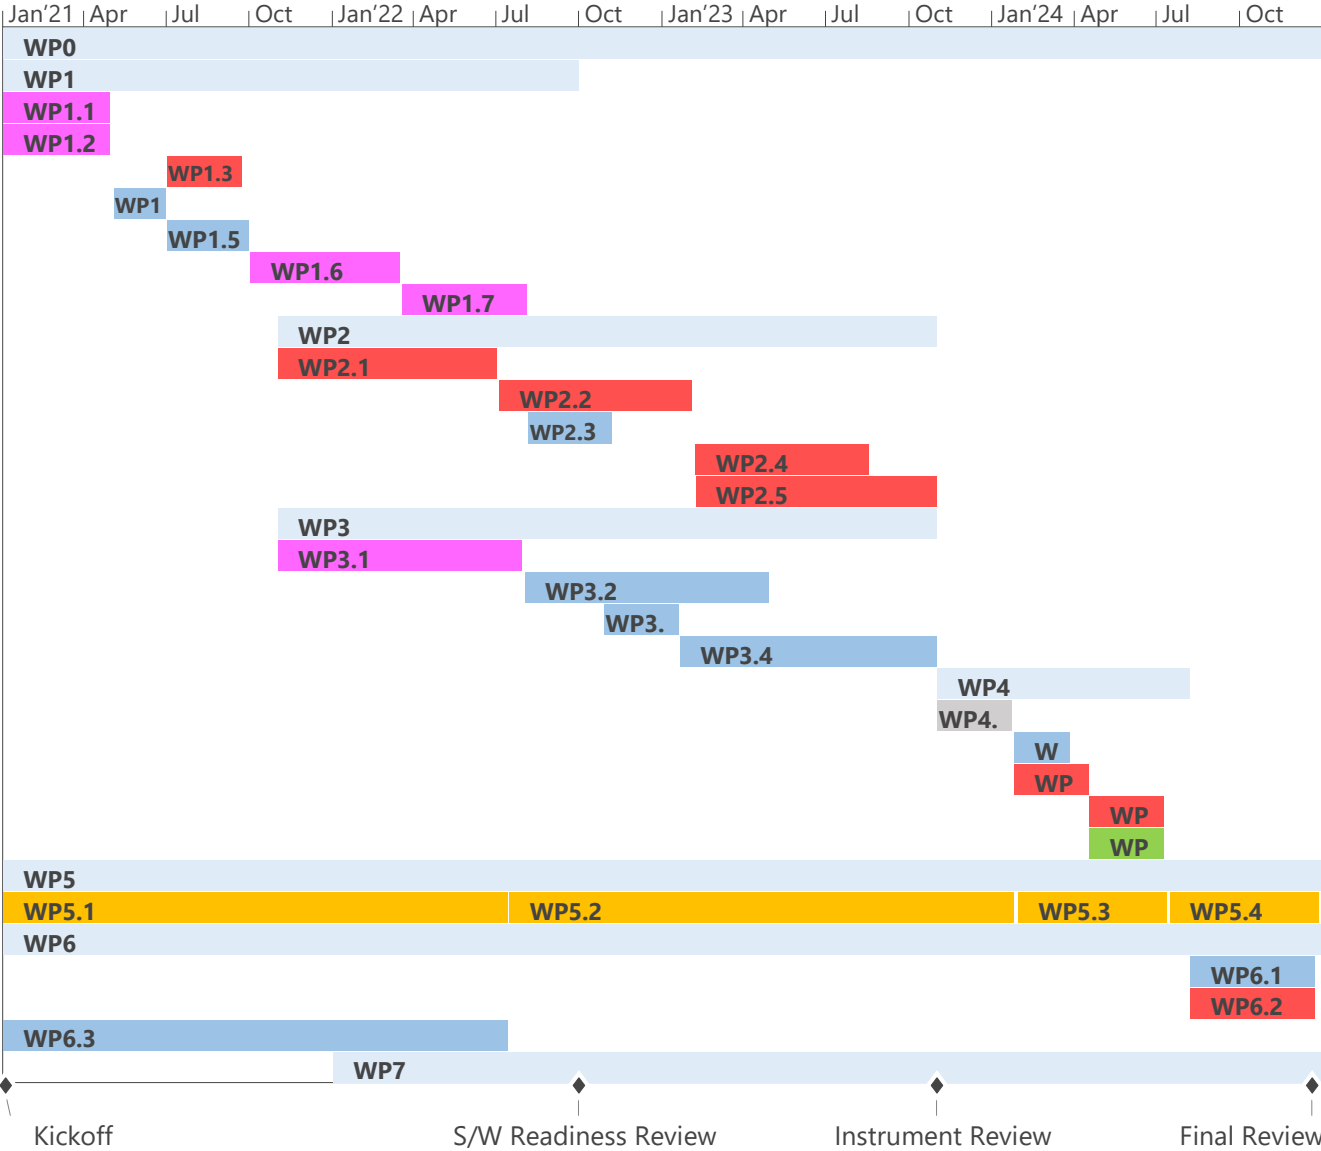 Jan’21 Apr Jul Oct Jan’22 Apr Jul Oct Jan’23 Apr Jul Oct Jan’24 Apr Jul Oct
WP0
WP1
WP1.1
WP1.2
WP1.3
WP1
WP1.5
WP1.6
WP1.7
WP2
WP2.1
WP2.2
WP2.3
WP2.4
WP2.5
WP3
WP3.1
WP3.2
WP3.
WP3.4
WP4
WP4.
W
WP
WP
WP
WP5
WP5.1 WP5.2 WP5.3 WP5.4
WP6
WP6.1
WP6.2
WP6.3
WP7
Kickoff S/W Readiness Review Instrument Review Final Review